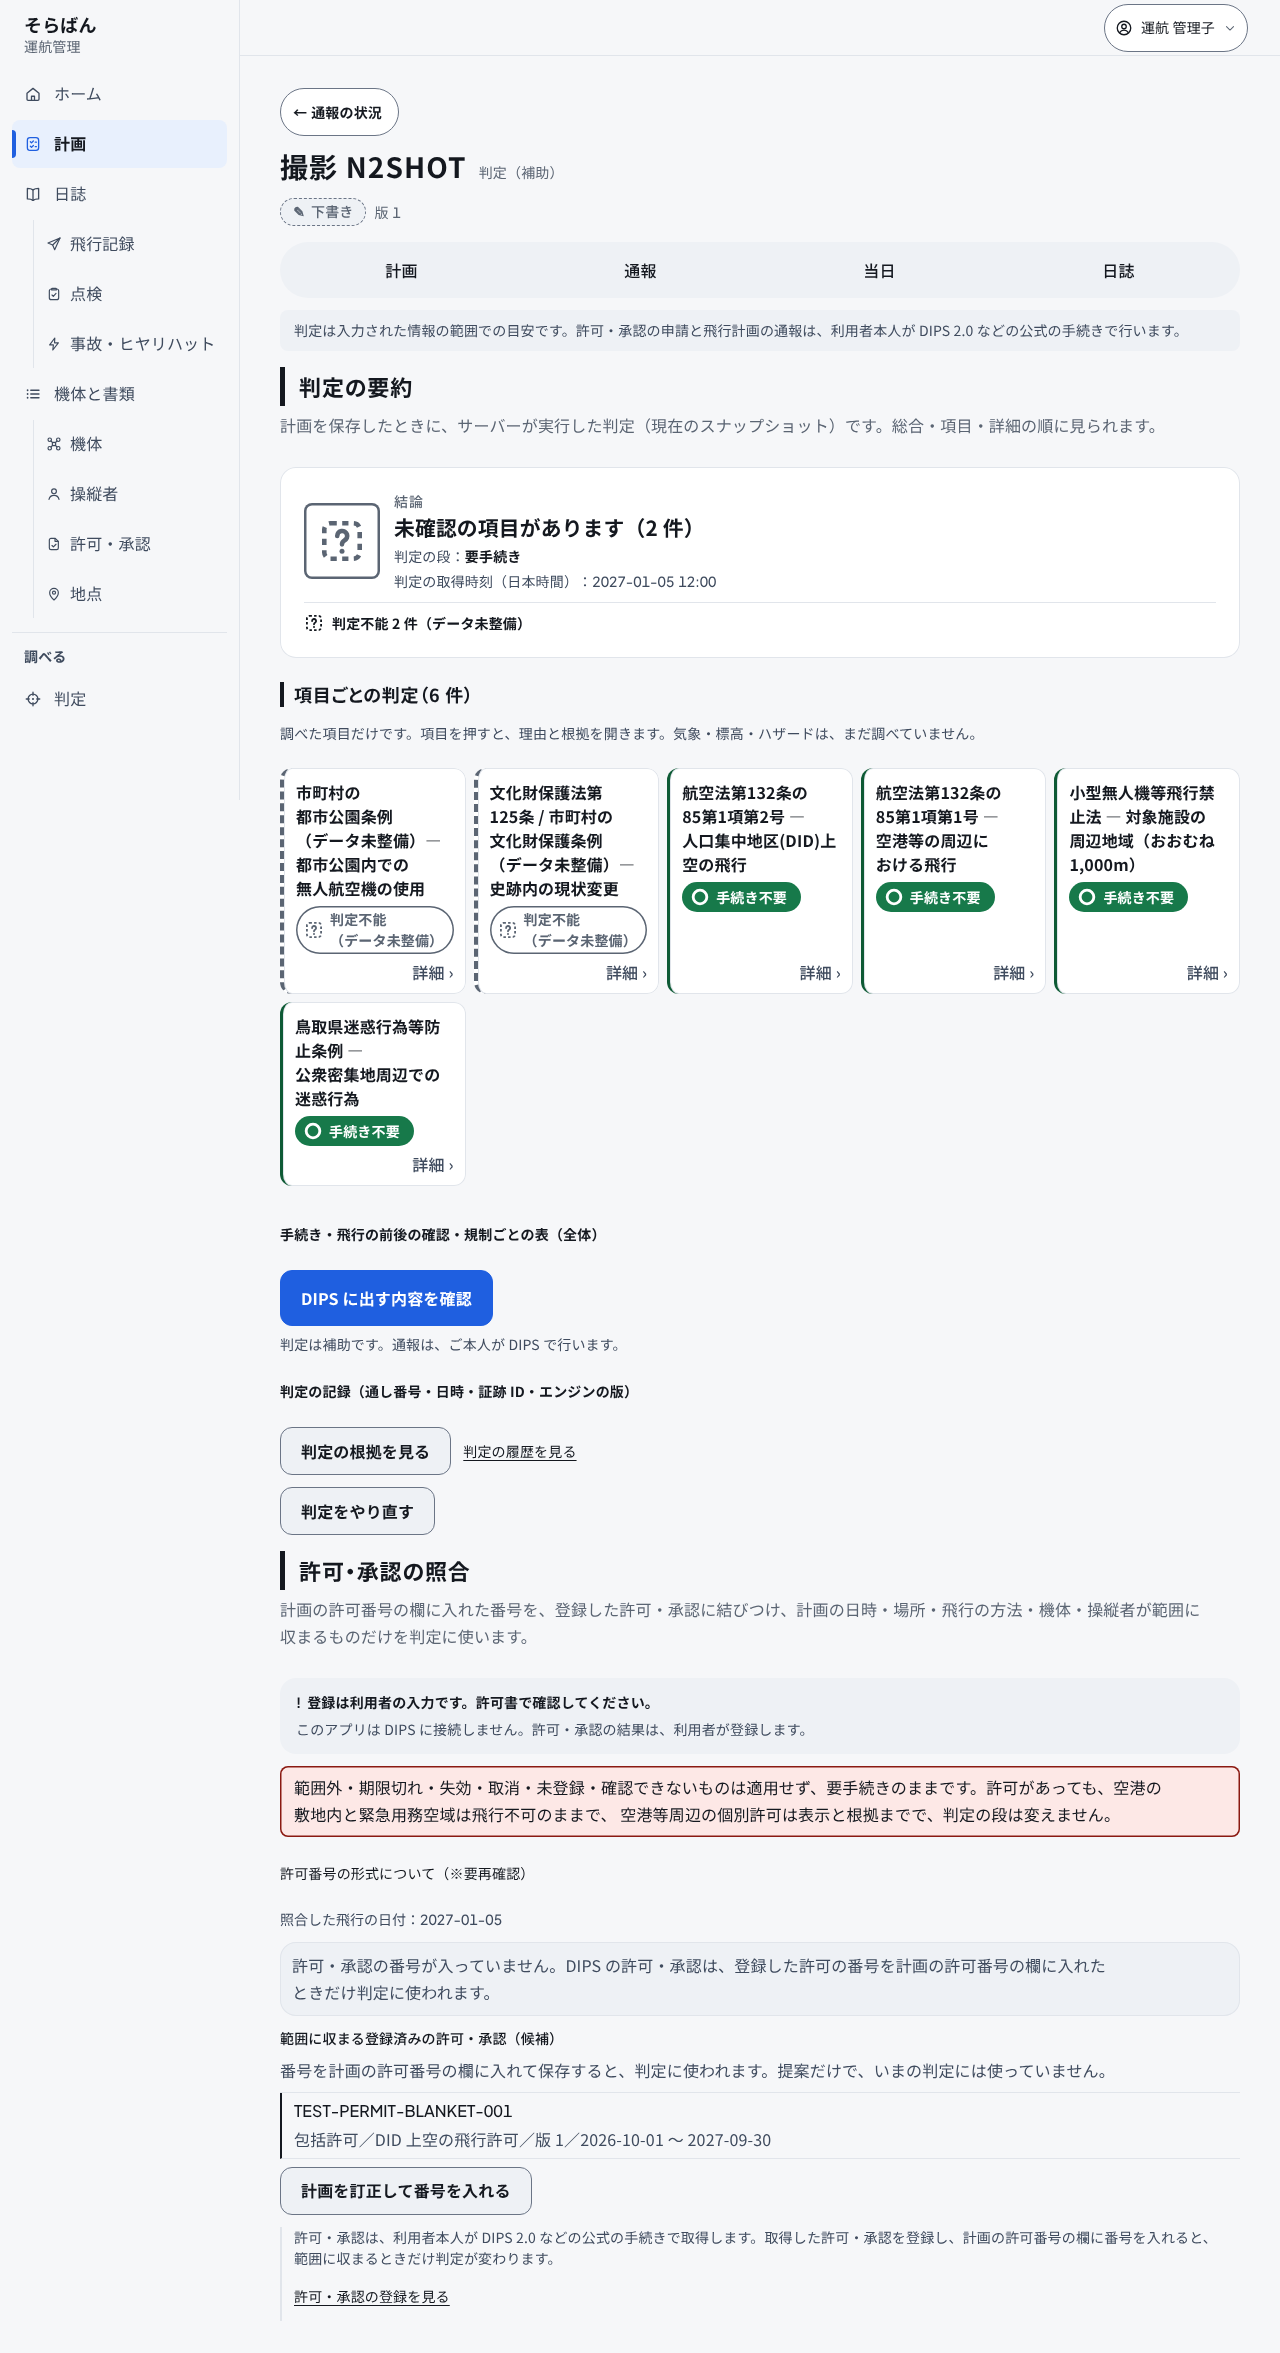 そらばん
運航管理
ホーム
計画
日誌
飛行記録
点検
事故・ヒヤリハット
機体と書類
機体
操縦者
許可・承認
地点
調べる
判定
運航 管理子
← 通報の状況
撮影 N2SHOT 判定（補助）
✎ 下書き 版 1
計画 通報 当日 日誌
判定は入力された情報の範囲での目安です。許可・承認の申請と飛行計画の通報は、利用者本人が DIPS 2.0 などの公式の手続きで行います。
判定の要約
計画を保存したときに、サーバーが実行した判定（現在のスナップショット）です。総合・項目・詳細の順に見られます。
結論
未確認の項目があります（2 件）
判定の段：要手続き
判定の取得時刻（日本時間）：2027-01-05 12:00
判定不能 2 件（データ未整備）
項目ごとの判定（6 件）
調べた項目だけです。項目を押すと、理由と根拠を開きます。気象・標高・ハザードは、まだ調べていません。
市町村の
都市公園条例
（データ未整備）—
都市公園内での
無人航空機の使用
判定不能
（データ未整備）
詳細 ›
文化財保護法第
125条 / 市町村の
文化財保護条例
（データ未整備）—
史跡内の現状変更
判定不能
（データ未整備）
詳細 ›
航空法第132条の
85第1項第2号 —
人口集中地区(DID)上
空の飛行
手続き不要
詳細 ›
航空法第132条の
85第1項第1号 —
空港等の周辺に
おける飛行
手続き不要
詳細 ›
小型無人機等飛行禁
止法 — 対象施設の
周辺地域（おおむね
1,000m）
手続き不要
詳細 ›
鳥取県迷惑行為等防
止条例 —
公衆密集地周辺での
迷惑行為
手続き不要
詳細 ›
手続き・飛行の前後の確認・規制ごとの表（全体）
DIPS に出す内容を確認
判定は補助です。通報は、ご本人が DIPS で行います。
判定の記録（通し番号・日時・証跡 ID・エンジンの版）
判定の根拠を見る 判定の履歴を見る
判定をやり直す
許可・承認の照合
計画の許可番号の欄に入れた番号を、登録した許可・承認に結びつけ、計画の日時・場所・飛行の方法・機体・操縦者が範囲に
収まるものだけを判定に使います。
! 登録は利用者の入力です。許可書で確認してください。
このアプリは DIPS に接続しません。許可・承認の結果は、利用者が登録します。
範囲外・期限切れ・失効・取消・未登録・確認できないものは適用せず、要手続きのままです。許可があっても、空港の
敷地内と緊急用務空域は飛行不可のままで、 空港等周辺の個別許可は表示と根拠までで、判定の段は変えません。
許可番号の形式について（※要再確認）
照合した飛行の日付：2027-01-05
許可・承認の番号が入っていません。DIPS の許可・承認は、登録した許可の番号を計画の許可番号の欄に入れた
ときだけ判定に使われます。
範囲に収まる登録済みの許可・承認（候補）
番号を計画の許可番号の欄に入れて保存すると、判定に使われます。提案だけで、いまの判定には使っていません。
TEST-PERMIT-BLANKET-001
包括許可／DID 上空の飛行許可／版 1／2026-10-01 〜 2027-09-30
計画を訂正して番号を入れる
許可・承認は、利用者本人が DIPS 2.0 などの公式の手続きで取得します。取得した許可・承認を登録し、計画の許可番号の欄に番号を入れると、
範囲に収まるときだけ判定が変わります。
許可・承認の登録を見る